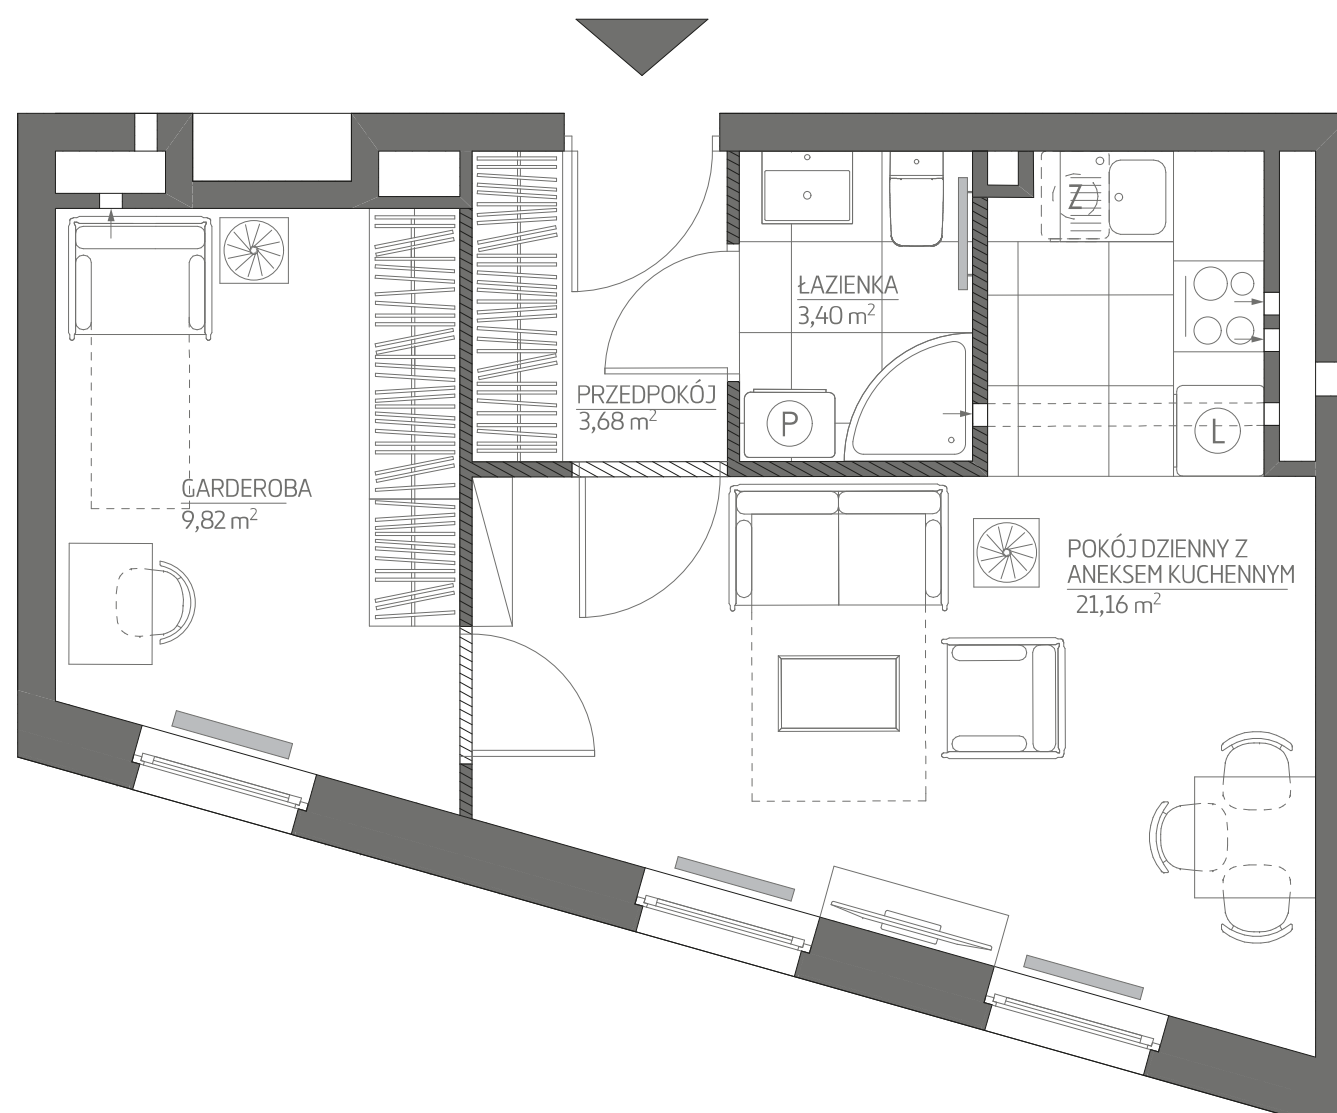 Z
ŁAZIENKA
3,40 m²
PRZEDPOKÓJ
3,68 m²
P
L
GARDEROBA
9,82 m²
POKÓJ DZIENNY Z
ANEKSEM KUCHENNYM
21,16 m²